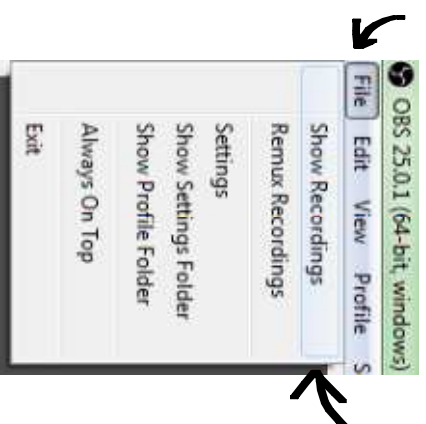 OBS 25.0.1 (64-bit, windows)
File Edit View Profile S
Show Recordings
Remux Recordings
Settings
Show Settings Folder
Show Profile Folder
Always On Top
Exit